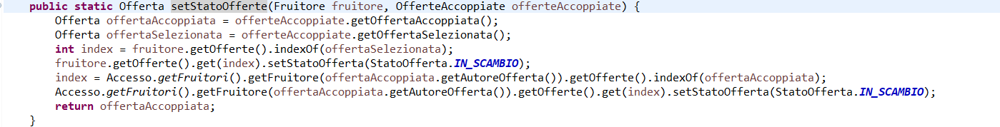 public static Offerta setStatoOfferte(Fruitore fruitore, OfferteAccoppiate offerteAccoppiate) {
Offerta offertaAccoppiata = offerteAccoppiate.getOffertaAccoppiata();
Offerta offertaSelezionata = offerteAccoppiate.getOffertaSelezionata();
int index = fruitore.getOfferte().indexOf(offertaSelezionata);
fruitore.getOfferte().get(index).setStatoOfferta(StatoOfferta.IN_SCAMBIO);
index = Accesso.getFruitori().getFruitore(offertaAccoppiata.getAutoreOfferta()).getOfferte().indexOf(offertaAccoppiata);
Accesso.getFruitori().getFruitore(offertaAccoppiata.getAutoreOfferta()).getOfferte().get(index).setStatoOfferta(StatoOfferta.IN_SCAMBIO);
return offertaAccoppiata;
}